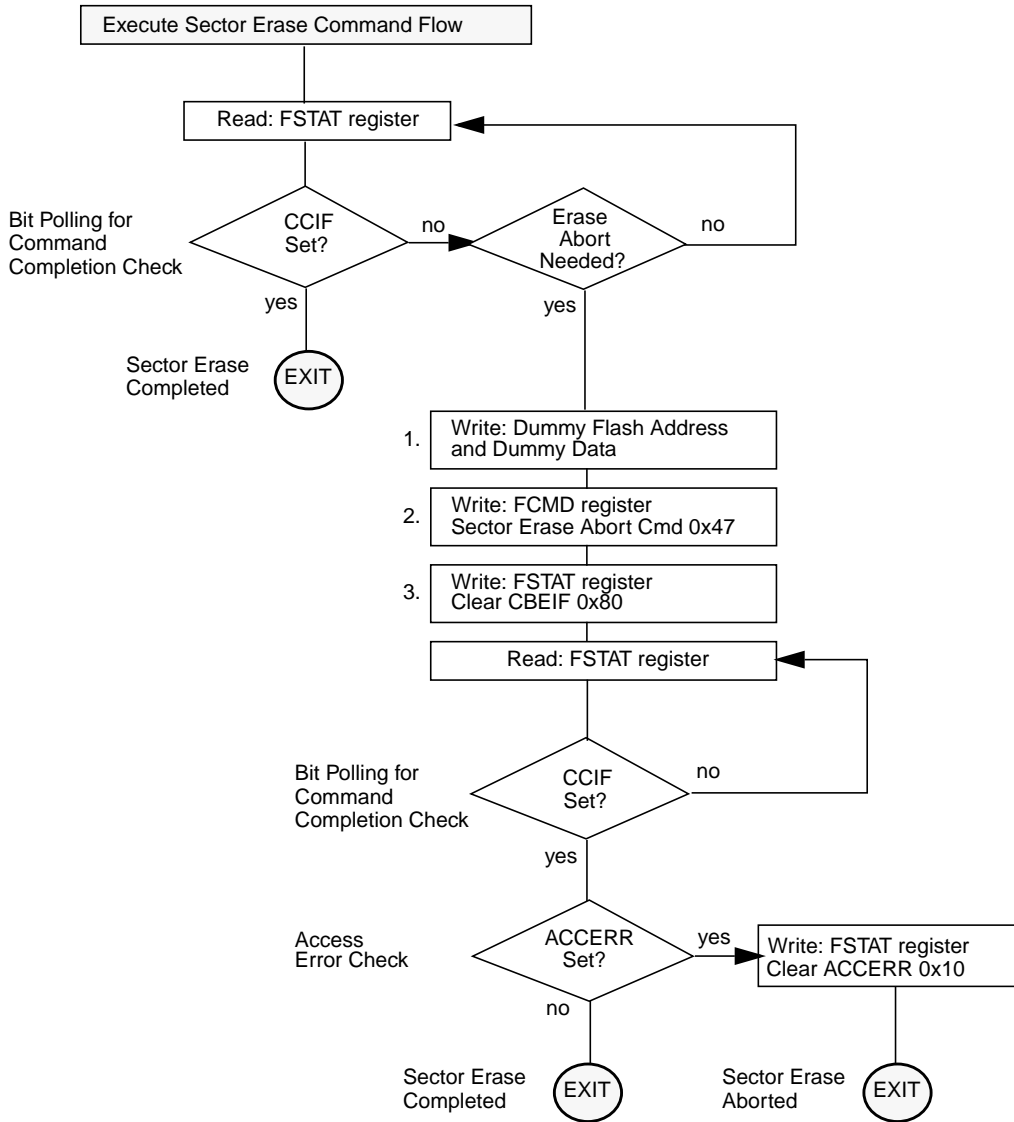 Execute Sector Erase Command Flow
Read: FSTAT register
Bit Polling for
Command
Completion Check
CCIF
Set?
no
Erase
Abort
Needed?
no
yes
yes
Sector Erase
Completed
EXIT
1.
Write: Dummy Flash Address
and Dummy Data
2.
Write: FCMD register
Sector Erase Abort Cmd 0x47
3.
Write: FSTAT register
Clear CBEIF 0x80
Read: FSTAT register
Bit Polling for
Command
Completion Check
CCIF
Set?
no
yes
Access
Error Check
ACCERR
Set?
yes
Write: FSTAT register
Clear ACCERR 0x10
no
Sector Erase
Completed
EXIT
Sector Erase
Aborted
EXIT